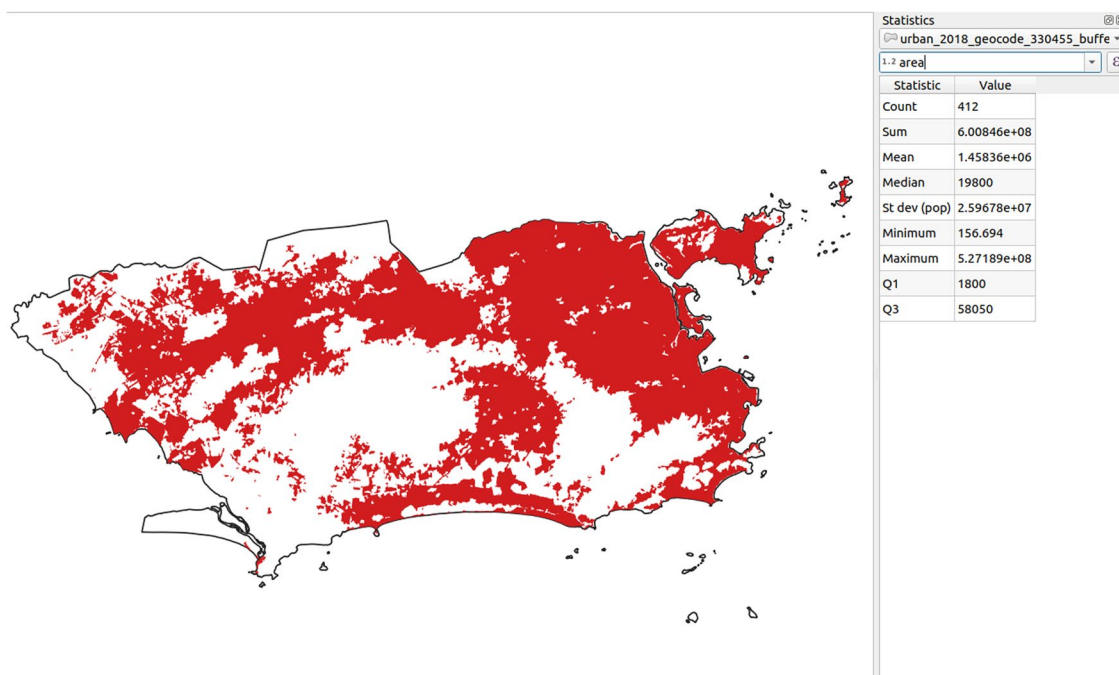 Statistics
urban_2018_geocode_330455_buffe
1.2 area
Statistic Value
Count 412
Sum 6.00846e+08
Mean 1.45836e+06
Median 19800
St dev (pop) 2.59678e+07
Minimum 156.694
Maximum 5.27189e+08
Q1 1800
Q3 58050